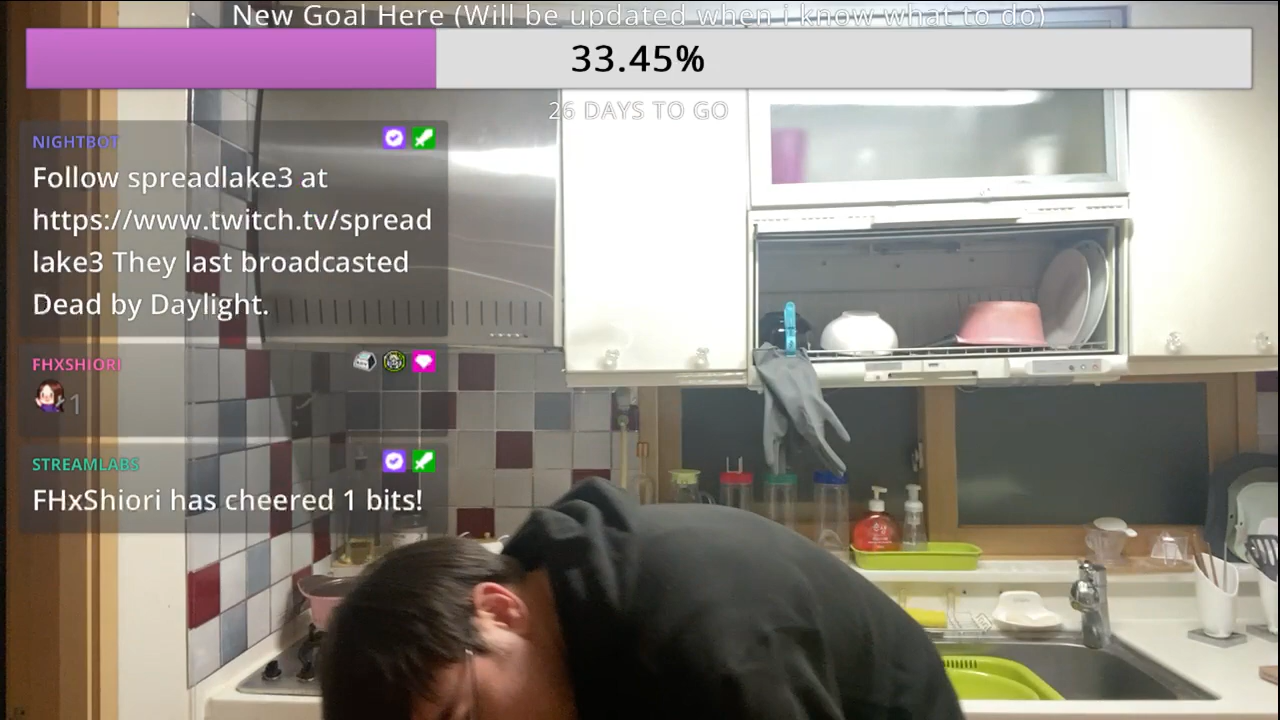 New Goal Here (Will be updated when i know what to do)
33.45%
26 DAYS TO GO
NIGHTBOT
Follow spreadlake3 at
https://www.twitch.tv/spread
lake3 They last broadcasted
Dead by Daylight.
FHXSHIORI
1
STREAMLABS
FHxShiori has cheered 1 bits!